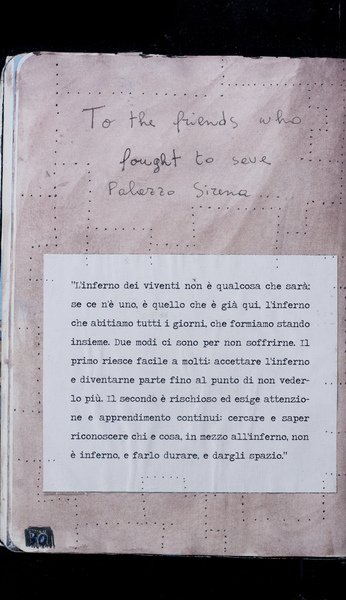 To the friends who
fought to save
Palazzo Sirena...
"L'inferno dei viventi non è qualcosa che sarà;
se ce n'è uno, è quello che è già qui, l'inferno
che abitiamo tutti i giorni, che formiamo stando
insieme. Due modi ci sono per non soffrirne. Il
primo riesce facile a molti: accettare l'inferno
e diventarne parte fino al punto di non veder-
lo più. Il secondo è rischioso ed esige attenzio-
ne e apprendimento continui: cercare e saper
riconoscere chi e cosa, in mezzo all'inferno, non
è inferno, e farlo durare, e dargli spazio."